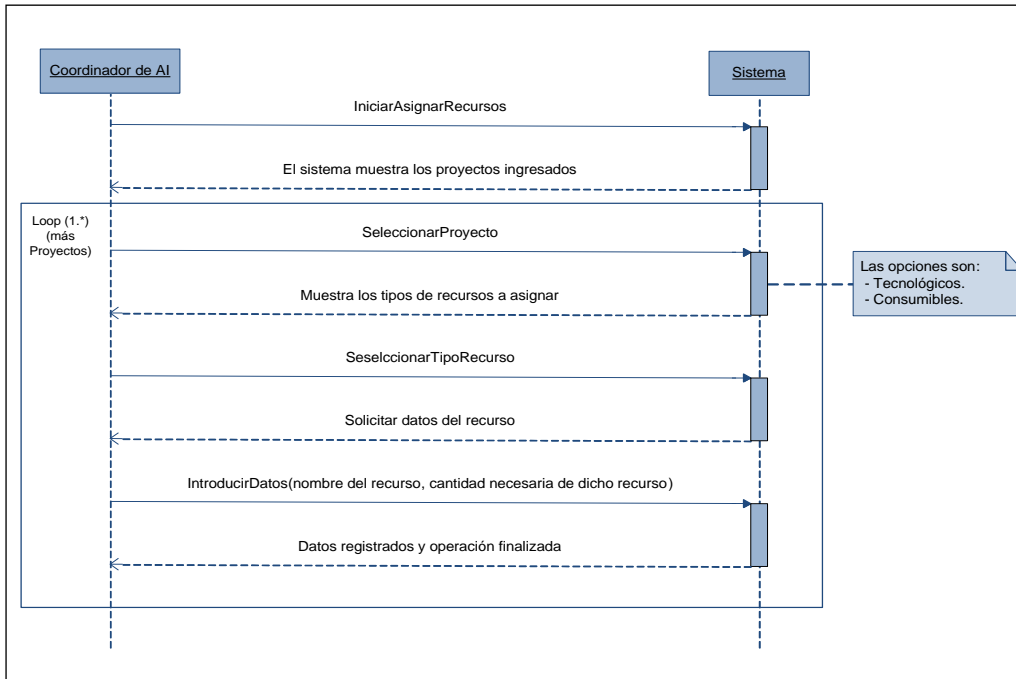 Coordinador de AI
Sistema
IniciarAsignarRecursos
El sistema muestra los proyectos ingresados
Loop (1.*)
(más
Proyectos)
SeleccionarProyecto
Las opciones son:
- Tecnológicos.
- Consumibles.
Muestra los tipos de recursos a asignar
SeselccionarTipoRecurso
Solicitar datos del recurso
IntroducirDatos(nombre del recurso, cantidad necesaria de dicho recurso)
Datos registrados y operación finalizada